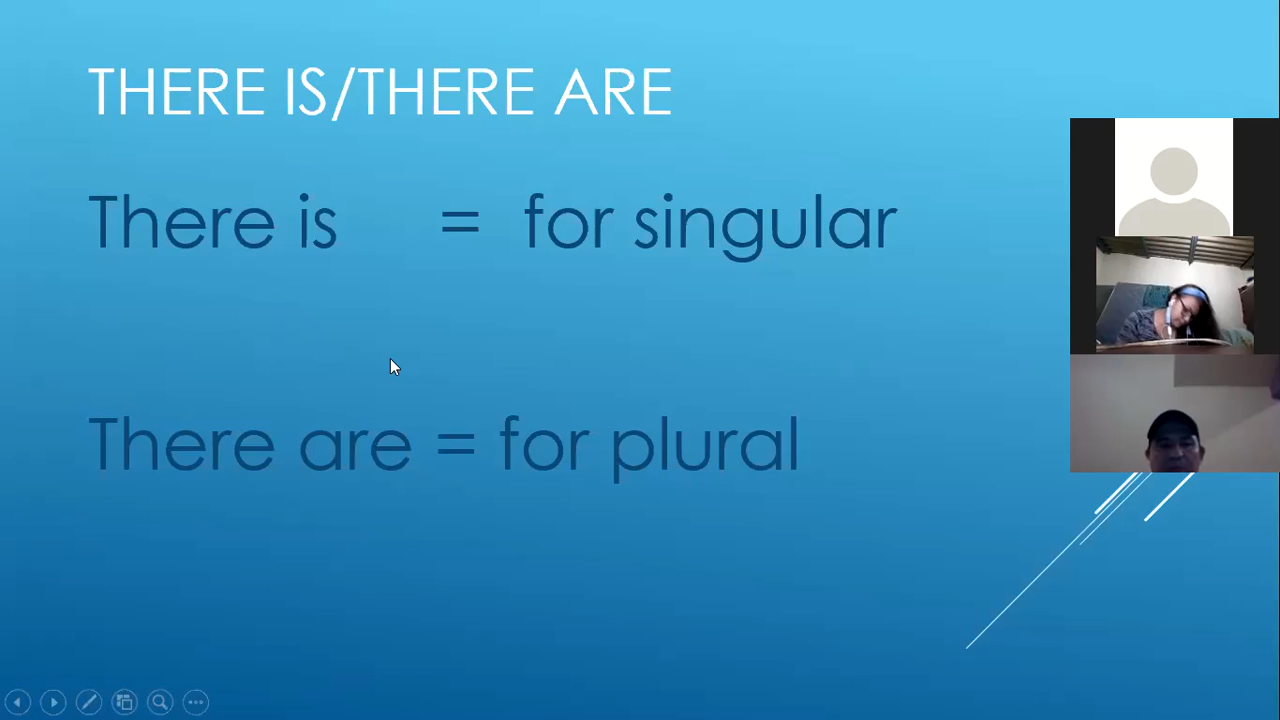 THERE IS/THERE ARE
There is = for singular
There are = for plural